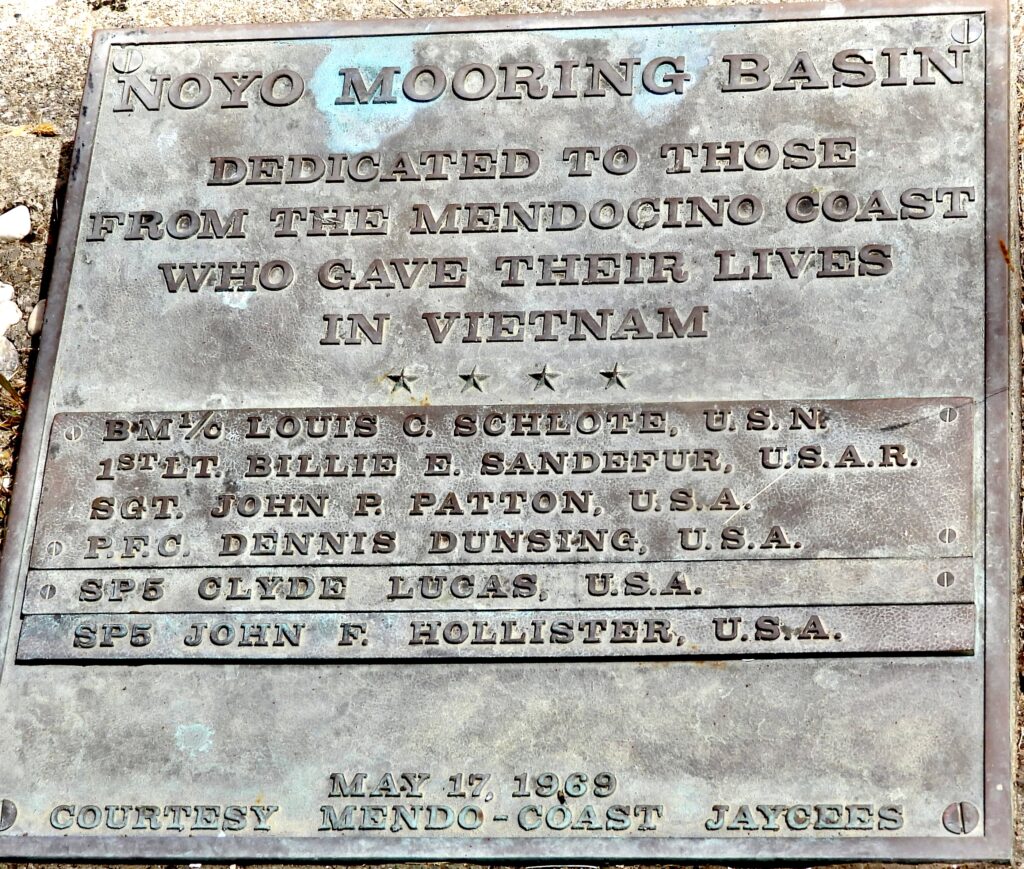 NOYO MOORING BASIN
DEDICATED TO THOSE
FROM THE MENDOCINO COAST
WHO GAVE THEIR LIVES
IN VIETNAM
BM 1/c LOUIS C. SCHLOTE, U.S.N.
1ST LT. BILLIE E. SANDEFUR, U.S.A.R.
SGT. JOHN P. PATTON, U.S.A.
P.F.C. DENNIS DUNSING, U.S.A.
SP5 CLYDE LUCAS, U.S.A.
SP5 JOHN F. HOLLISTER, U.S.A.
MAY 17, 1969
COURTESY MENDO-COAST JAYCEES